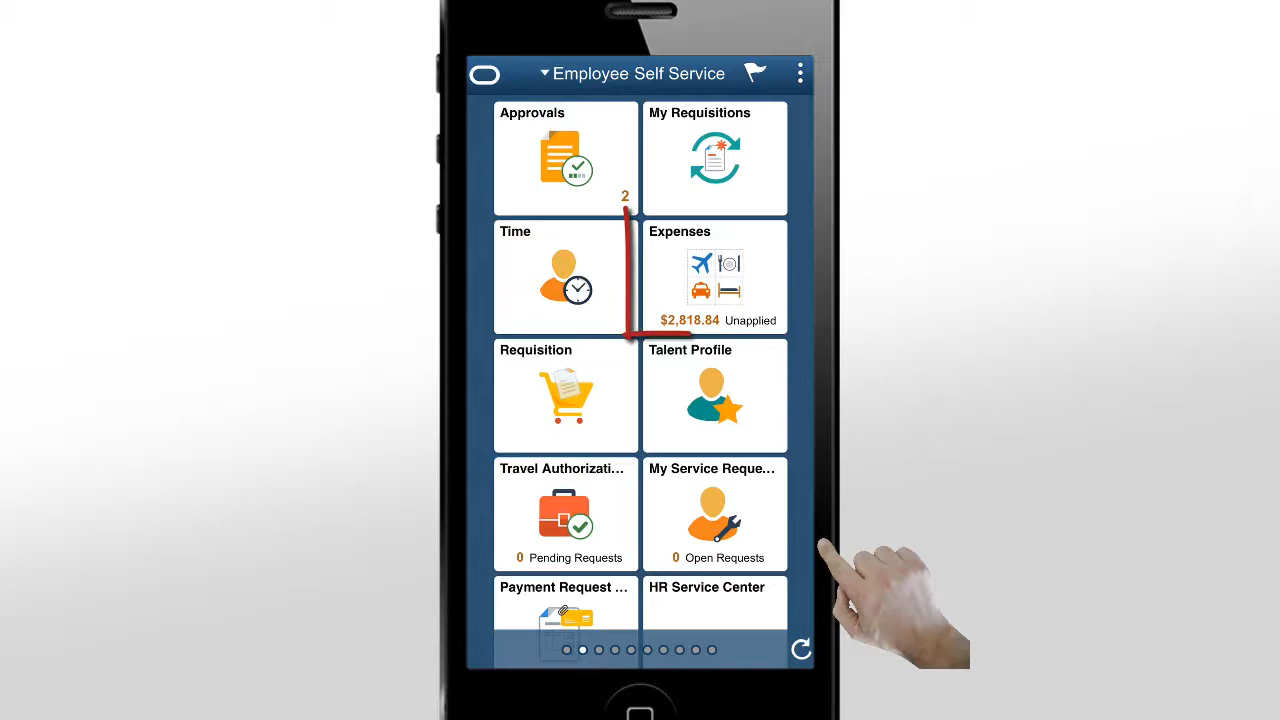 Employee Self Service
Approvals
2
My Requisitions
Time
Expenses
$2,818.84 Unapplied
Requisition
Talent Profile
Travel Authorizati...
0 Pending Requests
My Service Reque...
0 Open Requests
Payment Request ...
HR Service Center